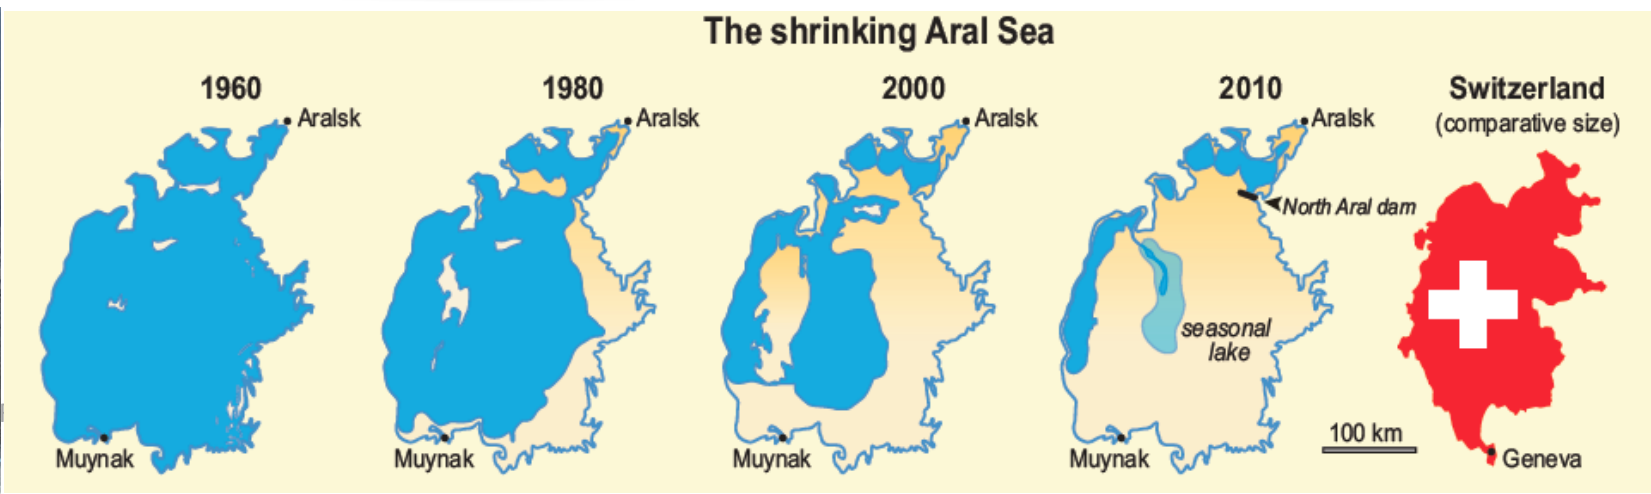 The shrinking Aral Sea
1960
Aralsk
Muynak
1980
Aralsk
Muynak
2000
Aralsk
Muynak
2010
Aralsk
North Aral dam
seasonal
lake
Muynak
Switzerland
(comparative size)
100 km
Geneva